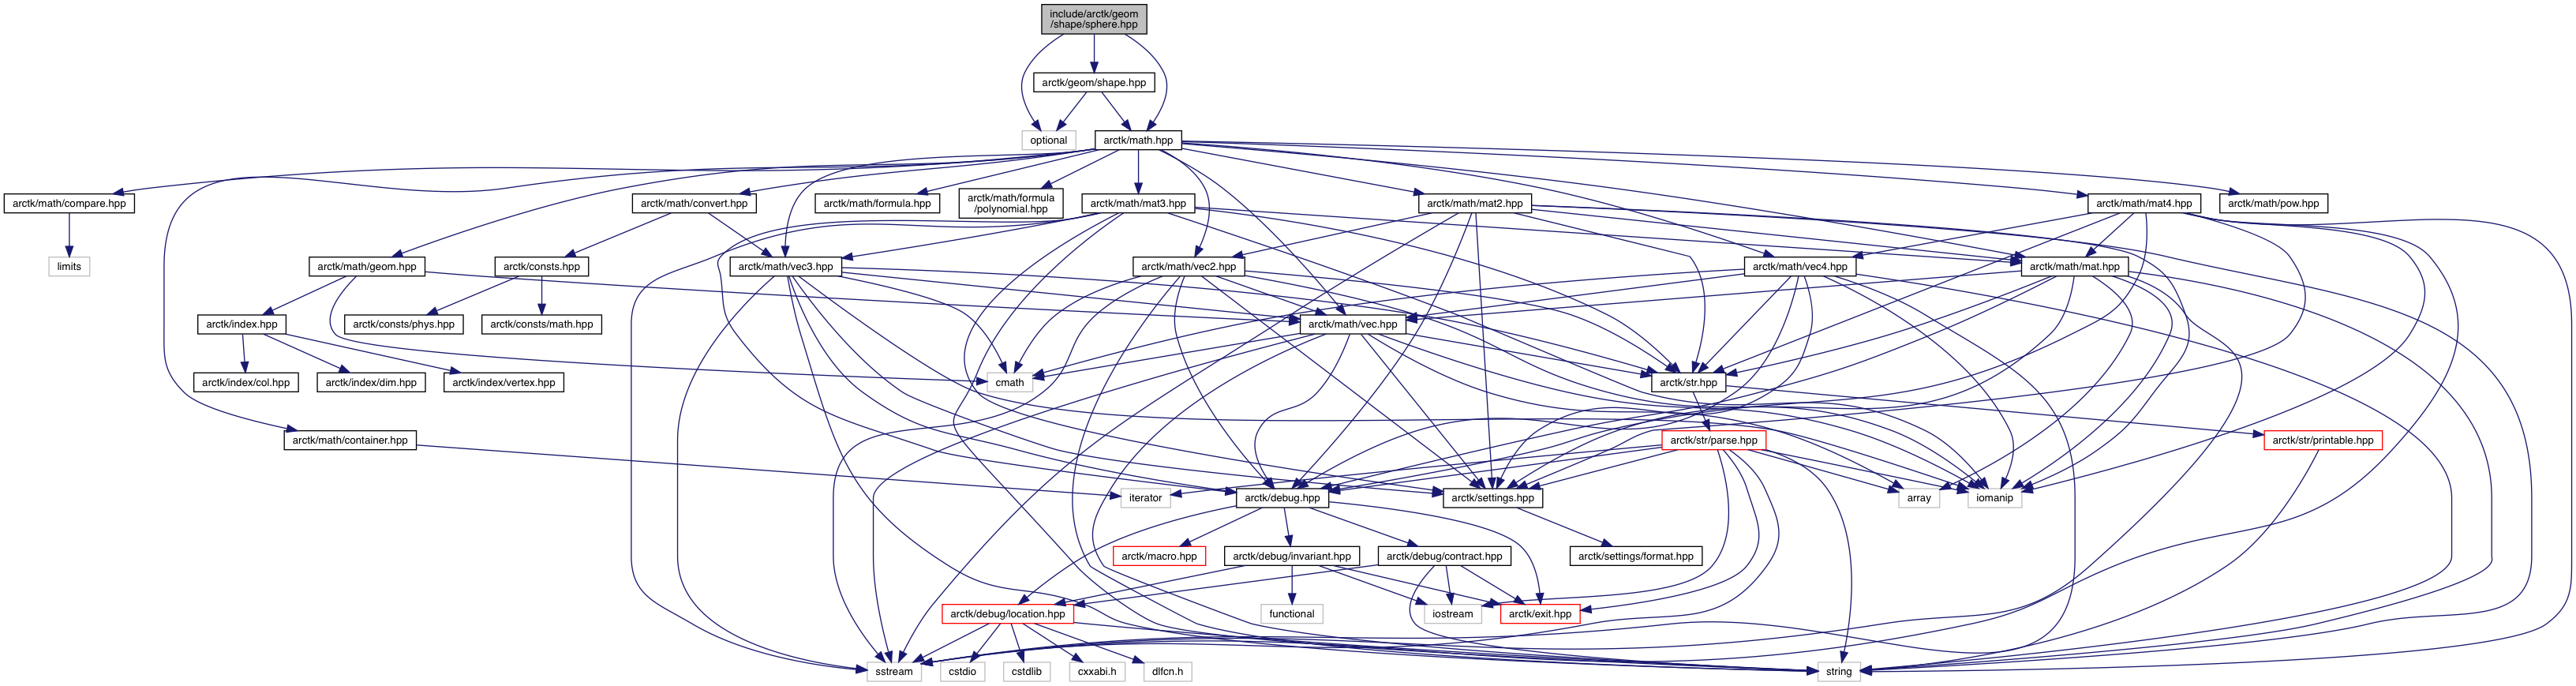 include/arctk/geom
/shape/sphere.hpp
arctk/geom/shape.hpp
optional
arctk/math.hpp
arctk/math/compare.hpp
arctk/math/convert.hpp
arctk/math/formula.hpp
arctk/math/formula
/polynomial.hpp
arctk/math/mat3.hpp
arctk/math/mat2.hpp
arctk/math/mat4.hpp
arctk/math/pow.hpp
limits
arctk/math/geom.hpp
arctk/consts.hpp
arctk/math/vec3.hpp
arctk/math/vec2.hpp
arctk/math/vec4.hpp
arctk/math/mat.hpp
arctk/index.hpp
arctk/consts/phys.hpp
arctk/consts/math.hpp
arctk/math/vec.hpp
arctk/index/col.hpp
arctk/index/dim.hpp
arctk/index/vertex.hpp
cmath
arctk/str.hpp
arctk/math/container.hpp
arctk/str/parse.hpp
arctk/str/printable.hpp
iterator
arctk/debug.hpp
arctk/settings.hpp
array
iomanip
arctk/macro.hpp
arctk/debug/invariant.hpp
arctk/debug/contract.hpp
arctk/settings/format.hpp
arctk/debug/location.hpp
functional
iostream
arctk/exit.hpp
sstream
cstdio
cstdlib
cxxabi.h
dlfcn.h
string